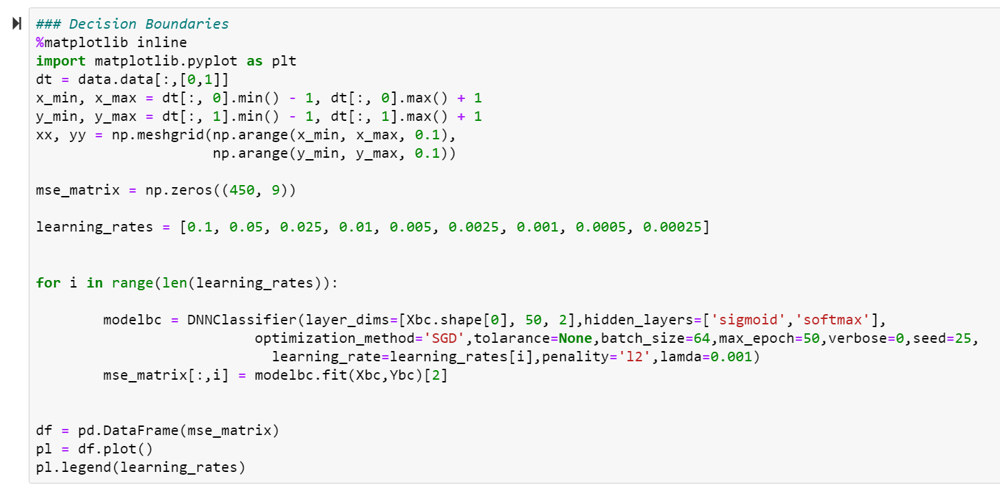 ### Decision Boundaries
%matplotlib inline
import matplotlib.pyplot as plt
dt = data.data[:,[0,1]]
x_min, x_max = dt[:, 0].min() - 1, dt[:, 0].max() + 1
y_min, y_max = dt[:, 1].min() - 1, dt[:, 1].max() + 1
xx, yy = np.meshgrid(np.arange(x_min, x_max, 0.1),
                     np.arange(y_min, y_max, 0.1))

mse_matrix = np.zeros((450, 9))

learning_rates = [0.1, 0.05, 0.025, 0.01, 0.005, 0.0025, 0.001, 0.0005, 0.00025]


for i in range(len(learning_rates)):

        modelbc = DNNClassifier(layer_dims=[Xbc.shape[0], 50, 2],hidden_layers=['sigmoid','softmax'],
                          optimization_method='SGD',tolarance=None,batch_size=64,max_epoch=50,verbose=0,seed=25,
                            learning_rate=learning_rates[i],penality='l2',lamda=0.001)
        mse_matrix[:,i] = modelbc.fit(Xbc,Ybc)[2]


df = pd.DataFrame(mse_matrix)
pl = df.plot()
pl.legend(learning_rates)